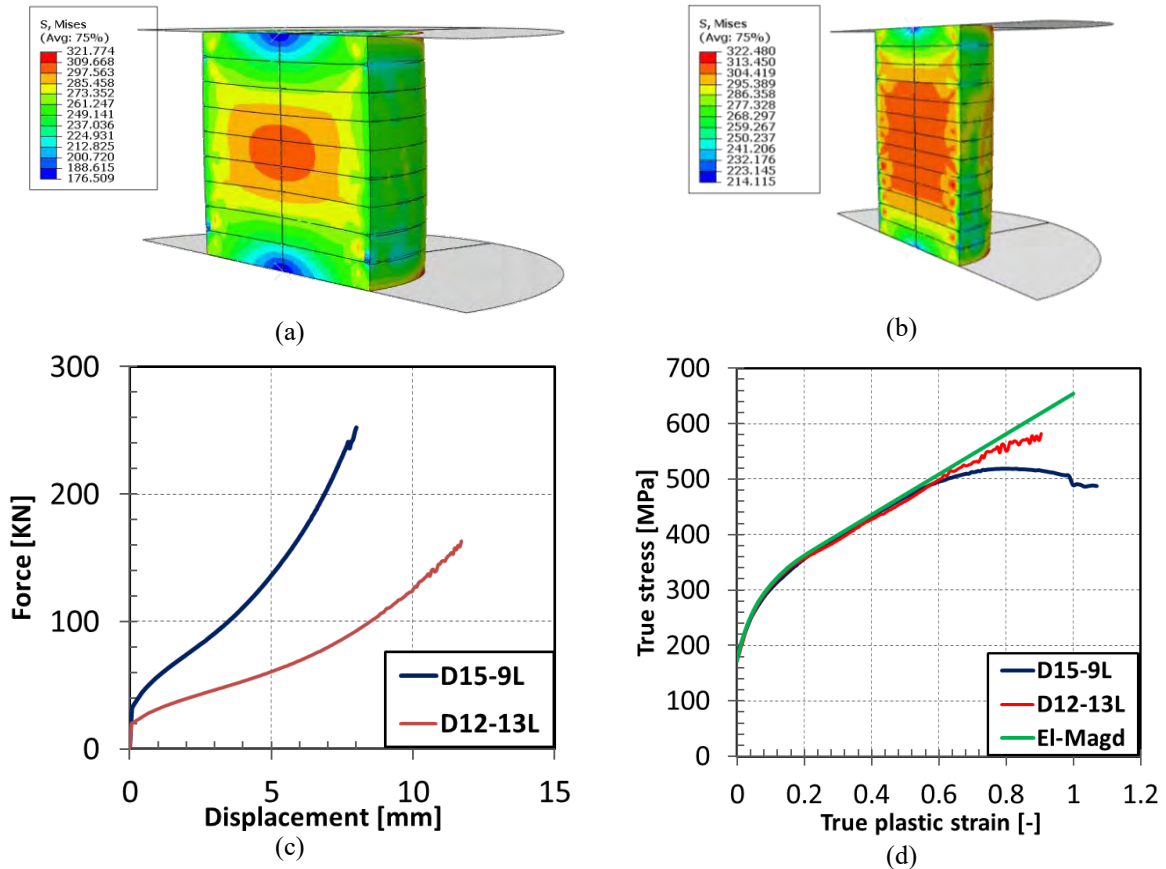 S, Mises
(Avg: 75%)
321.774
309.668
297.563
285.458
273.352
261.247
249.141
237.036
224.931
212.825
200.720
188.615
176.509
(a)
S, Mises
(Avg: 75%)
322.480
313.450
304.419
295.389
286.358
277.328
268.297
259.267
250.237
241.206
232.176
223.145
214.115
(b)
Force [KN]
300
200
100
0
0 5 10 15
Displacement [mm]
D15-9L
D12-13L
(c)
True stress [MPa]
700
600
500
400
300
200
100
0
0 0.2 0.4 0.6 0.8 1 1.2
True plastic strain [-]
D15-9L
D12-13L
El-Magd
(d)